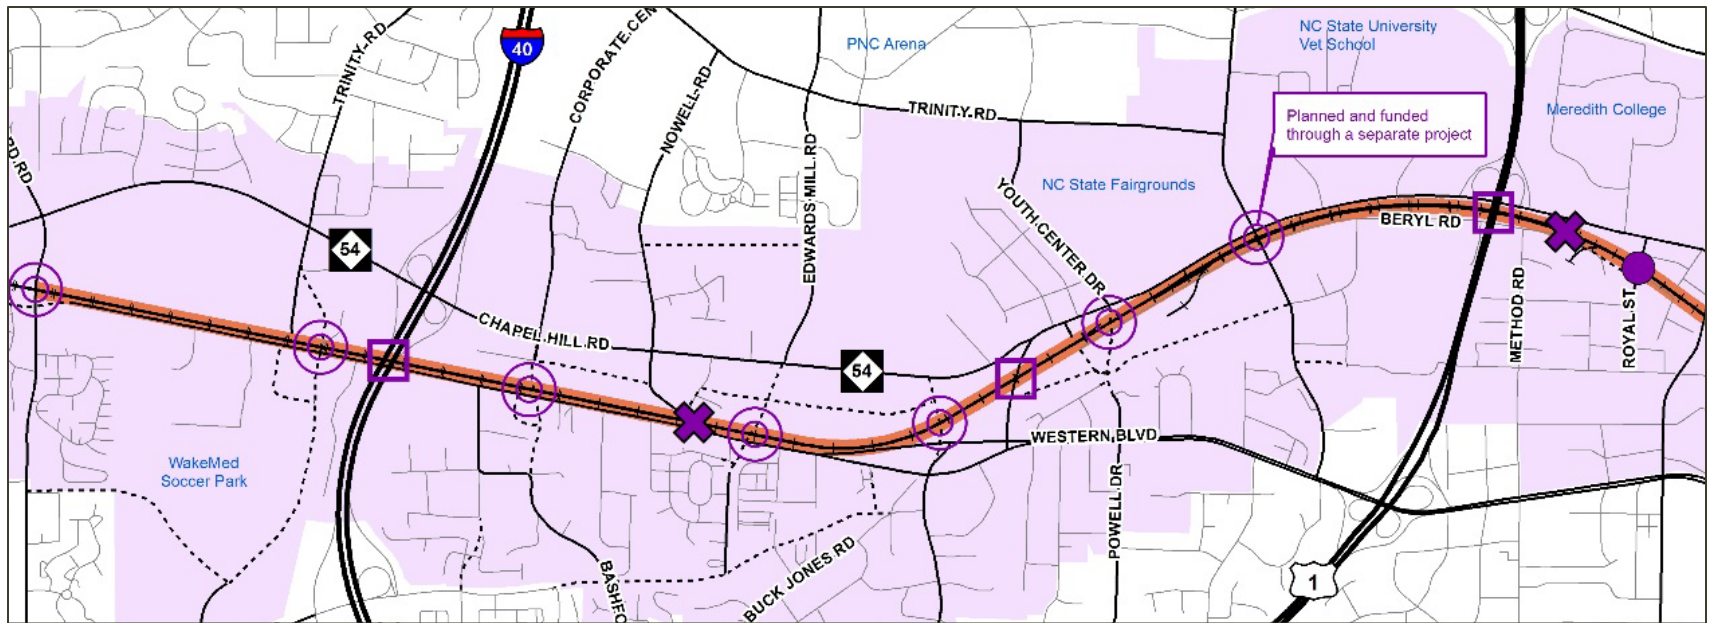 TRINITY RD
40
CORPORATE CEN
NOWELL RD
PNC Arena
EDWARDS MILL RD
TRINITY RD
NC State University
Vet School
Planned and funded
through a separate project
Meredith College
RD RD
54
NC State Fairgrounds
YOUTH CENTER DR
BERYL RD
METHOD RD
ROYAL ST
CHAPEL HILL RD
54
WESTERN BLVD
POWELL DR
WakeMed
Soccer Park
BASHFO
BUCK JONES RD
1